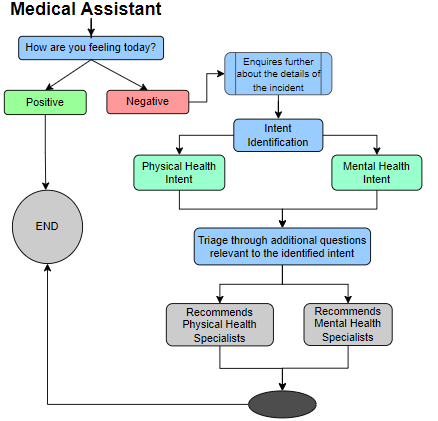 Medical Assistant
How are you feeling today?
Positive
Negative
Enquires further
about the details of
the incident
Intent
Identification
Physical Health
Intent
Mental Health
Intent
Triage through additional questions
relevant to the identified intent
END
Recommends
Physical Health
Specialists
Recommends
Mental Health
Specialists